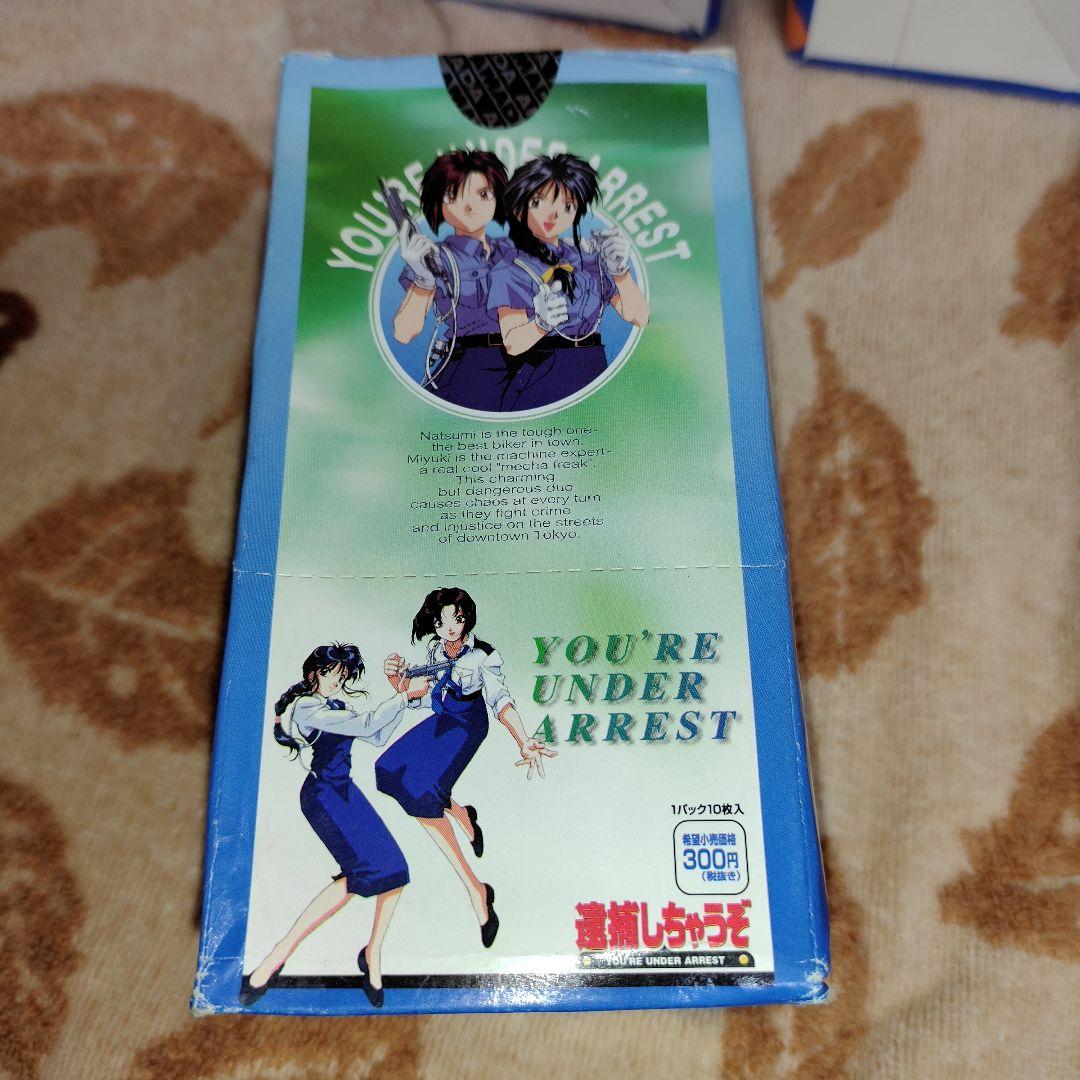 YOU'RE UNDER ARREST
Natsumi is the tough one-
the best biker in town.
Miyuki is the machine expert-
a real cool "mecha freak".
This charming
but dangerous duo
causes chaos at every turn
as they fight crime
and injustice on the streets
of downtown Tokyo.
YOU'RE
UNDER
ARREST
1パック10枚入
希望小売価格
300円
(税抜き)
逮捕しちゃうぞ
YOU'RE UNDER ARREST